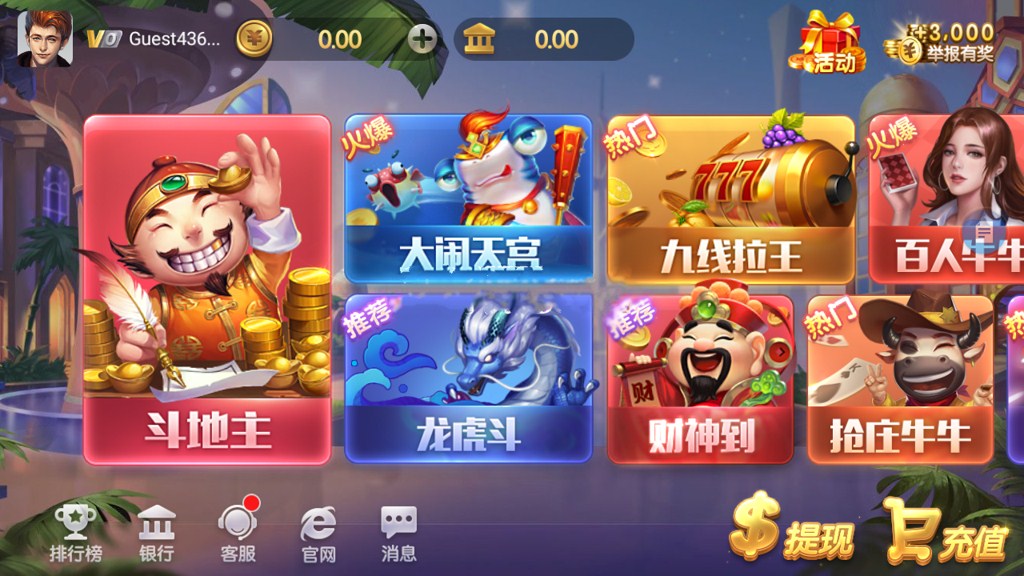 V0 Guest436...
0.00
0.00
活动
3,000
举报有奖
火爆
热门
火爆
777
斗地主
大闹天宫
九线拉王
百人牛牛
推荐
推荐
热门
财
K
龙虎斗
财神到
抢庄牛牛
排行榜
银行
客服
官网
消息
提现
充值